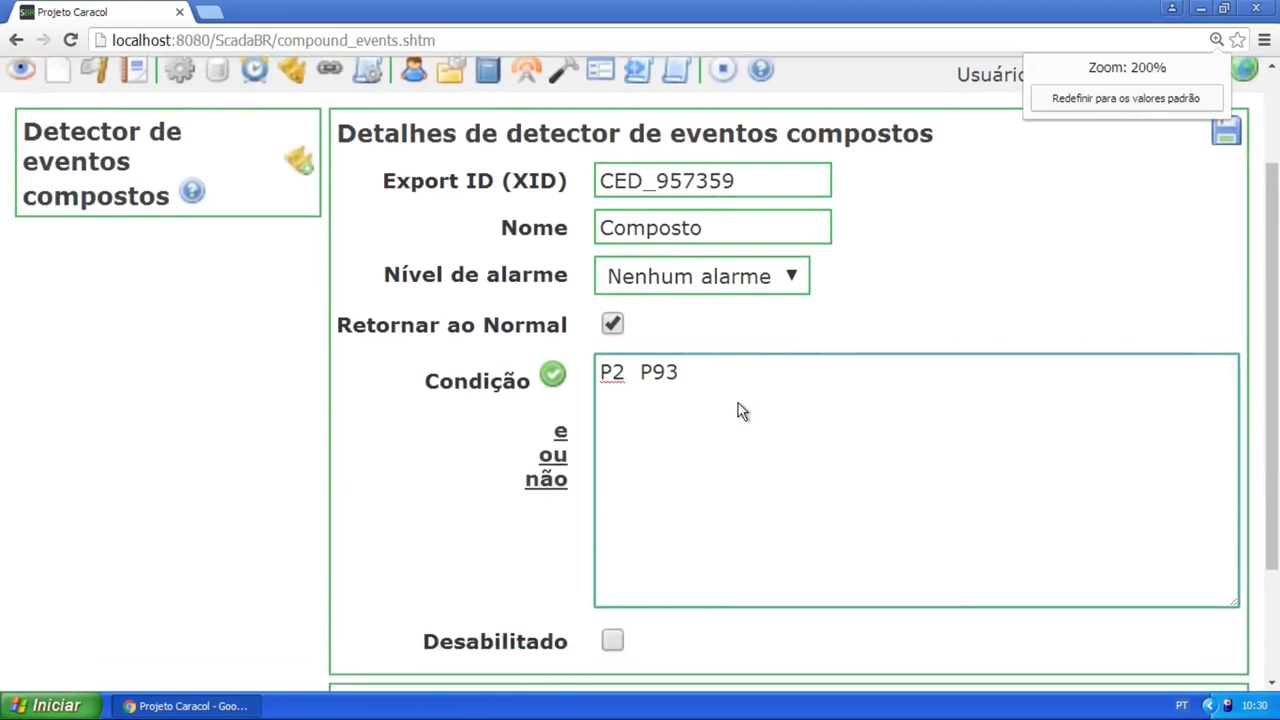 Projeto Caracol
localhost:8080/ScadaBR/compound_events.shtm
Zoom: 200%
Redefinir para os valores padrão
Usuário
Detector de
eventos
compostos
Detalhes de detector de eventos compostos
Export ID (XID)
CED_957359
Nome
Composto
Nível de alarme
Nenhum alarme
Retornar ao Normal
Condição
P2 P93
e
ou
não
Desabilitado
Iniciar
Projeto Caracol - Goo...
PT
10:30